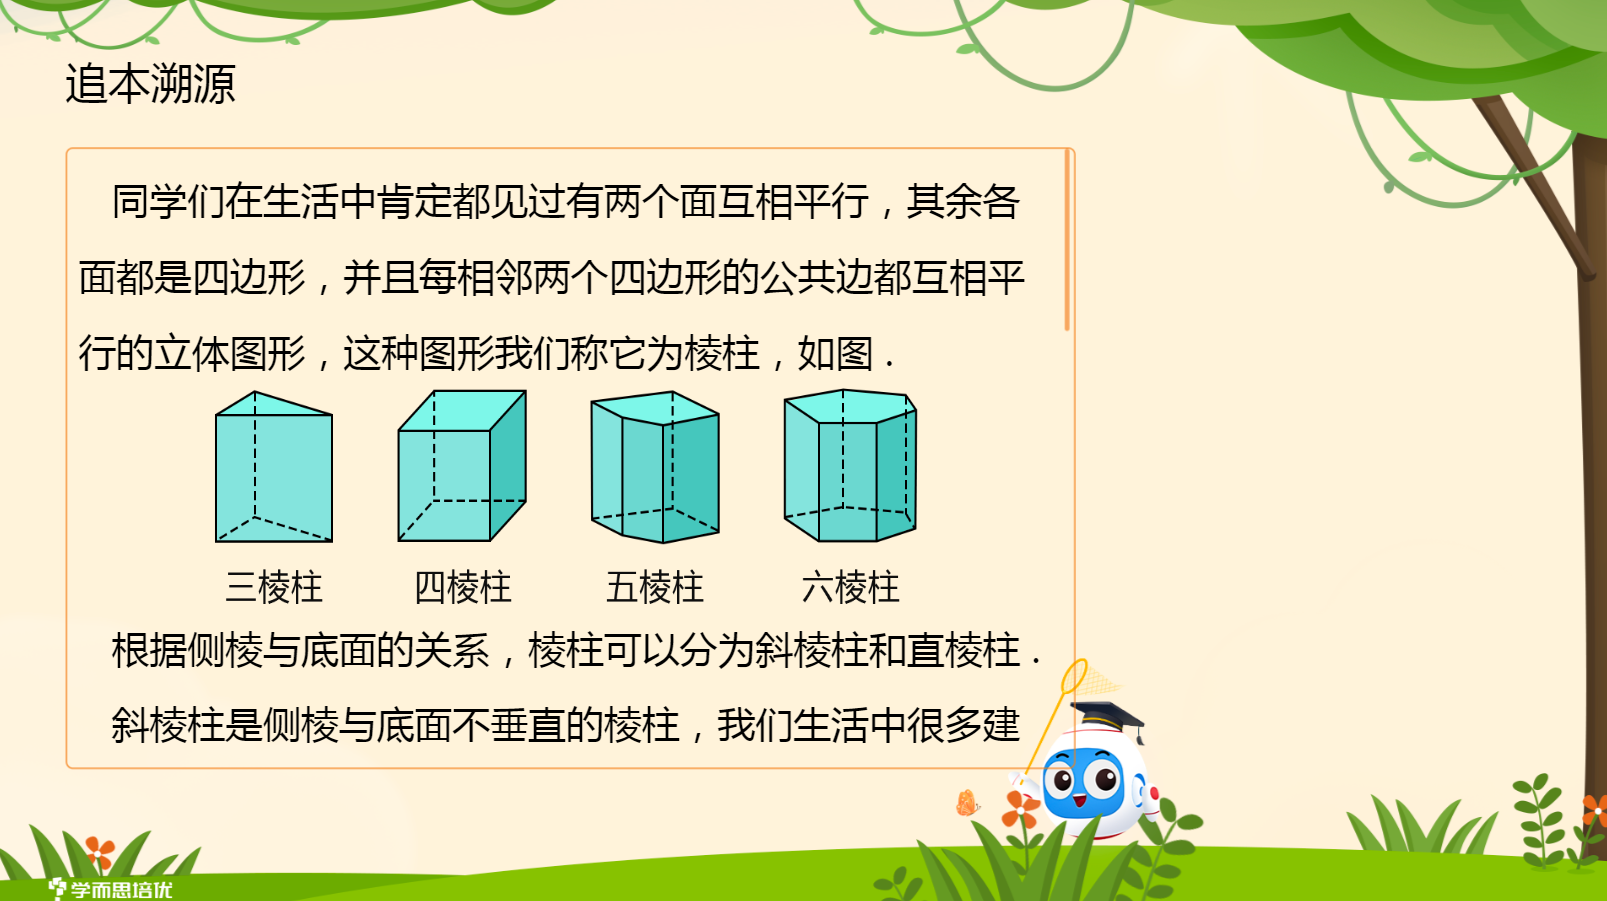 追本溯源
同学们在生活中肯定都见过有两个面互相平行，其余各
面都是四边形，并且每相邻两个四边形的公共边都互相平
行的立体图形，这种图形我们称它为棱柱，如图．
三棱柱 四棱柱 五棱柱 六棱柱
根据侧棱与底面的关系，棱柱可以分为斜棱柱和直棱柱．
斜棱柱是侧棱与底面不垂直的棱柱，我们生活中很多建
学而思培优